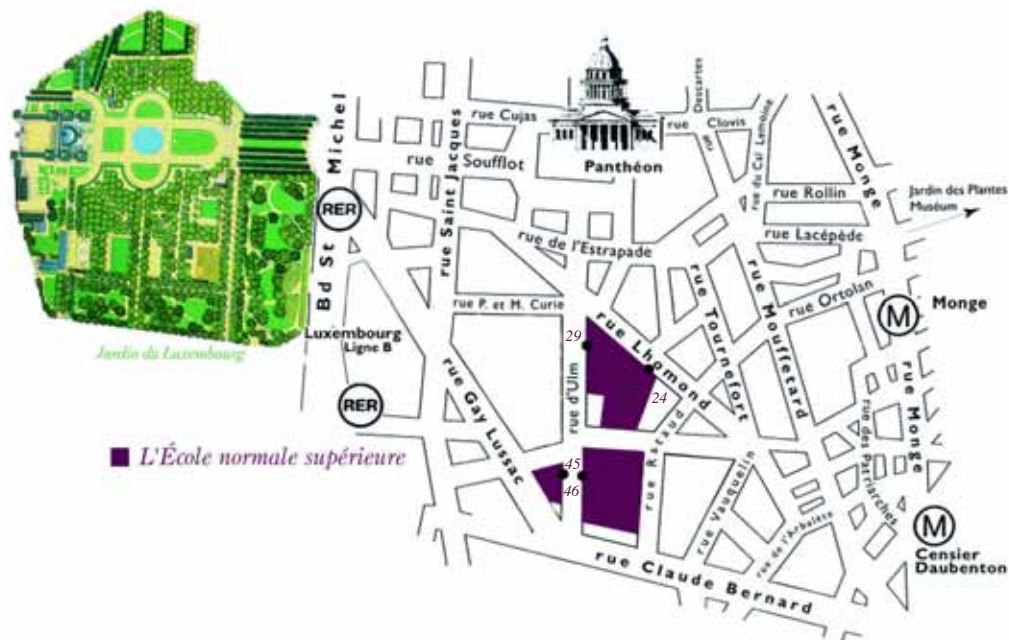 Bd St Michel
rue Saint Jacques
rue Cujas
rue Soufflot
Panthéon
Descartes
rue
rue Clovis
rue du Cal Lemoine
rue Monge
rue Rollin
Jardin des Plantes
Muséum
rue Lacépède
RER
rue de l'Estrapade
rue P. et M. Curie
rue Ortolan
M
Monge
Luxembourg
Ligne B
Jardin du Luxembourg
rue Lhomond
rue Tournefort
rue Mouffetard
29
24
rue d'Ulm
rue Gay Lussac
RER
rue Rataud
rue des Patriarches
rue Monge
L'École normale supérieure
45
46
rue Vauquelin
rue de l'Arbalète
M
Censier
Daubenton
rue Claude Bernard